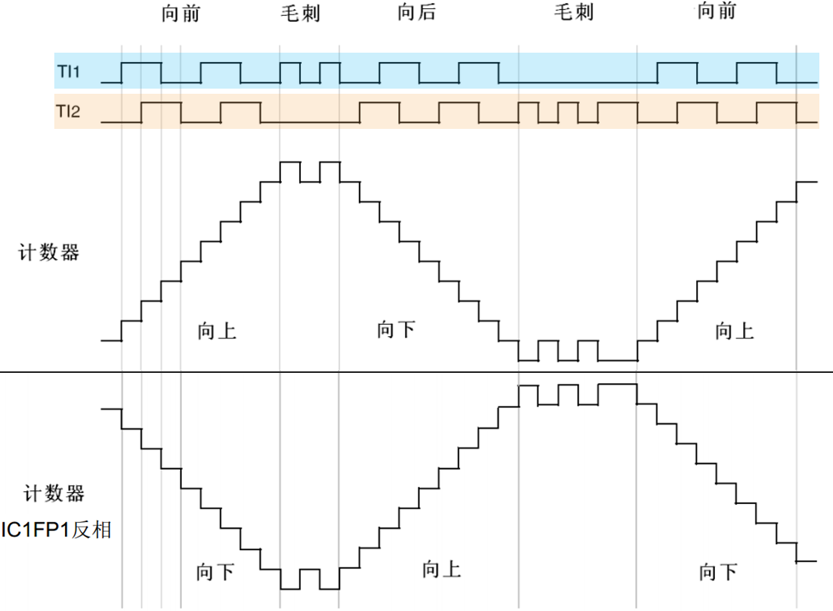 向前 毛刺 向后 毛刺 向前
TI1
TI2
计数器
向上 向下 向上
计数器
IC1FP1反相
向下 向上 向下